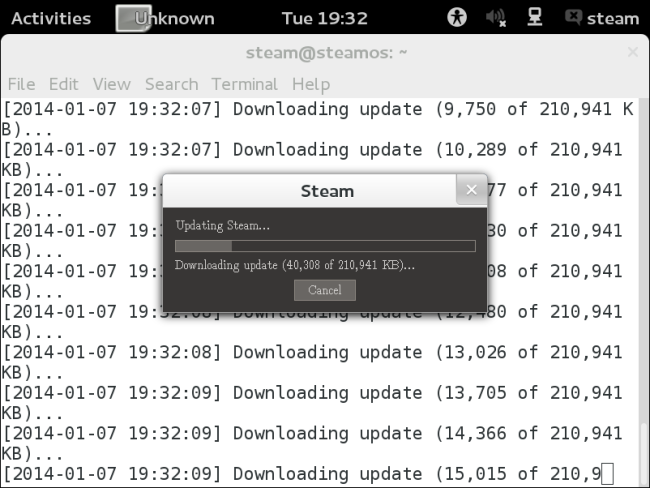 Activities Unknown Tue 19:32 steam
steam@steamos: ~
File Edit View Search Terminal Help
[2014-01-07 19:32:07] Downloading update (9,750 of 210,941 K
B)...
[2014-01-07 19:32:07] Downloading update (10,289 of 210,941
KB)...
[2014-01-07 19:3 77 of 210,941
KB)...
[2014-01-07 19:3 30 of 210,941
KB)...
[2014-01-07 19:3 08 of 210,941
KB)...
[2014-01-07 19:32:08] Downloading update (12,480 of 210,941
KB)...
[2014-01-07 19:32:08] Downloading update (13,026 of 210,941
KB)...
[2014-01-07 19:32:09] Downloading update (13,705 of 210,941
KB)...
[2014-01-07 19:32:09] Downloading update (14,366 of 210,941
KB)...
[2014-01-07 19:32:09] Downloading update (15,015 of 210,9
Steam
Updating Steam...
Downloading update (40,308 of 210,941 KB)...
Cancel